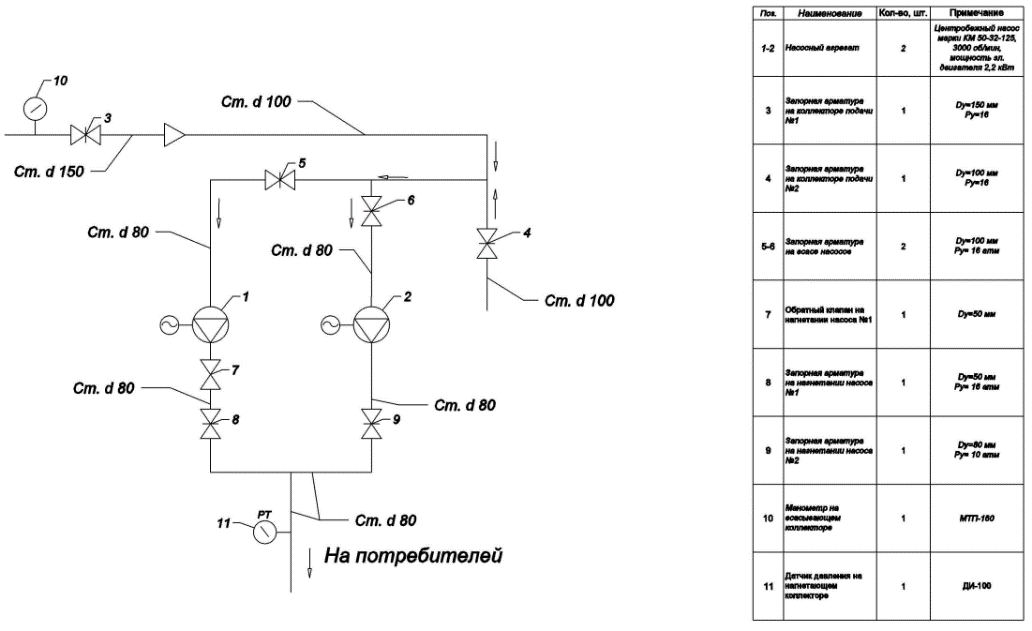 10
3
Ст. d 100
Ст. d 150
5
6
4
Ст. d 80
Ст. d 80
Ст. d 100
1
2
7
Ст. d 80
8
9
Ст. d 80
PT
11
Ст. d 80
На потребителей
Поз. Наименование Кол-во, шт. Примечание
1-2 Насосный агрегат 2
Центробежный насос
марки КМ 50-32-125,
3000 об/мин,
мощность эл.
двигателя 2,2 кВт
3
Запорная арматура
на коллекторе подачи
№1
1
Dy=150 мм
Py=16
4
Запорная арматура
на коллекторе подачи
№2
1
Dy=100 мм
Py=16
5-6
Запорная арматура
на всасе насосов
2
Dy=100 мм
Py= 16 атм
7
Обратный клапан на
нагнетании насоса №1
1
Dy=50 мм
8
Запорная арматура
на нагнетании насоса
№1
1
Dy=50 мм
Py= 16 атм
9
Запорная арматура
на нагнетании насоса
№2
1
Dy=80 мм
Py= 10 атм
10
Манометр на
всасывающем
коллекторе
1
МТП-160
11
Датчик давления на
нагнетающем
коллекторе
1
ДИ-100